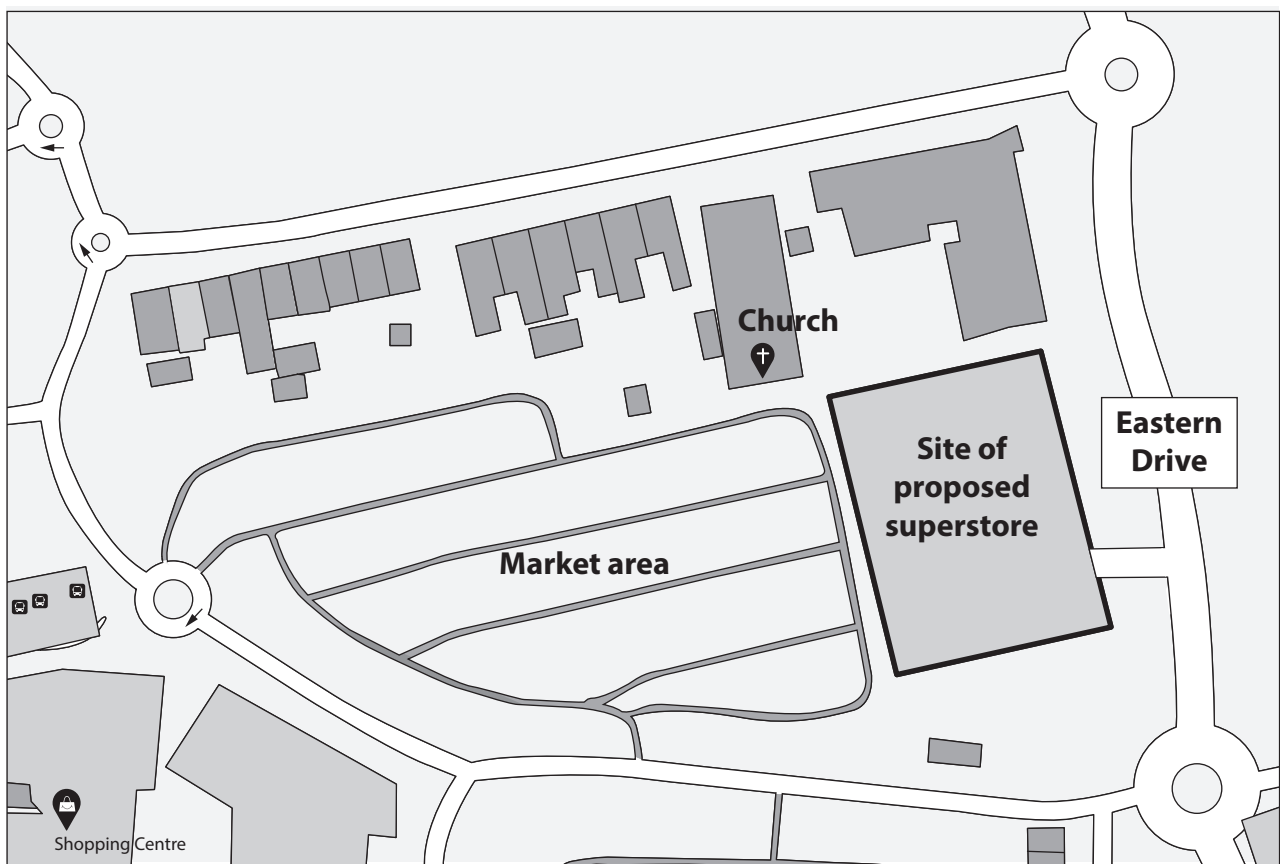 Church
Eastern
Drive
Site of
proposed
superstore
Market area
Shopping Centre